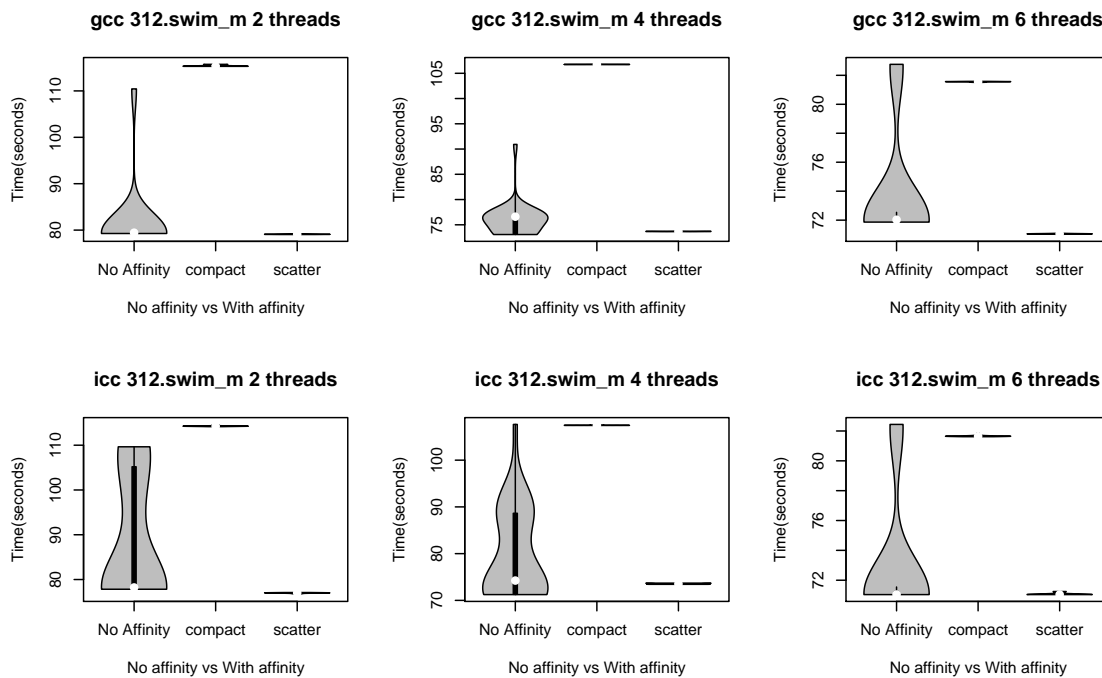 gcc 312.swim_m 2 threads
Time(seconds)
110
100
90
80
No Affinity compact scatter
No affinity vs With affinity
gcc 312.swim_m 4 threads
Time(seconds)
105
95
85
75
No Affinity compact scatter
No affinity vs With affinity
gcc 312.swim_m 6 threads
Time(seconds)
80
76
72
No Affinity compact scatter
No affinity vs With affinity
icc 312.swim_m 2 threads
Time(seconds)
110
100
90
80
No Affinity compact scatter
No affinity vs With affinity
icc 312.swim_m 4 threads
Time(seconds)
100
90
80
70
No Affinity compact scatter
No affinity vs With affinity
icc 312.swim_m 6 threads
Time(seconds)
80
76
72
No Affinity compact scatter
No affinity vs With affinity